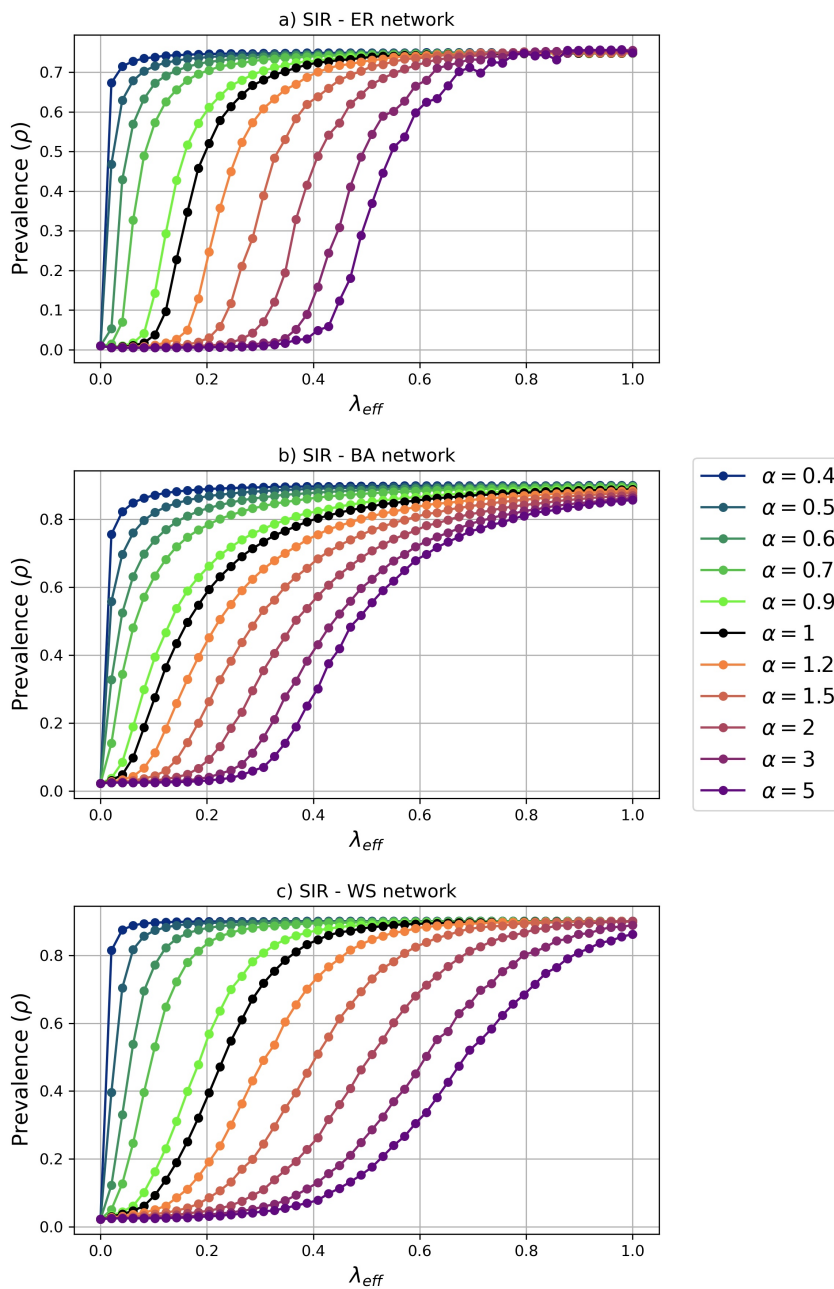 a) SIR - ER network
Prevalence (ρ)
0.7
0.6
0.5
0.4
0.3
0.2
0.1
0.0
0.0 0.2 0.4 0.6 0.8 1.0
λeff
b) SIR - BA network
Prevalence (ρ)
0.8
0.6
0.4
0.2
0.0
0.0 0.2 0.4 0.6 0.8 1.0
λeff
α = 0.4
α = 0.5
α = 0.6
α = 0.7
α = 0.9
α = 1
α = 1.2
α = 1.5
α = 2
α = 3
α = 5
c) SIR - WS network
Prevalence (ρ)
0.8
0.6
0.4
0.2
0.0
0.0 0.2 0.4 0.6 0.8 1.0
λeff